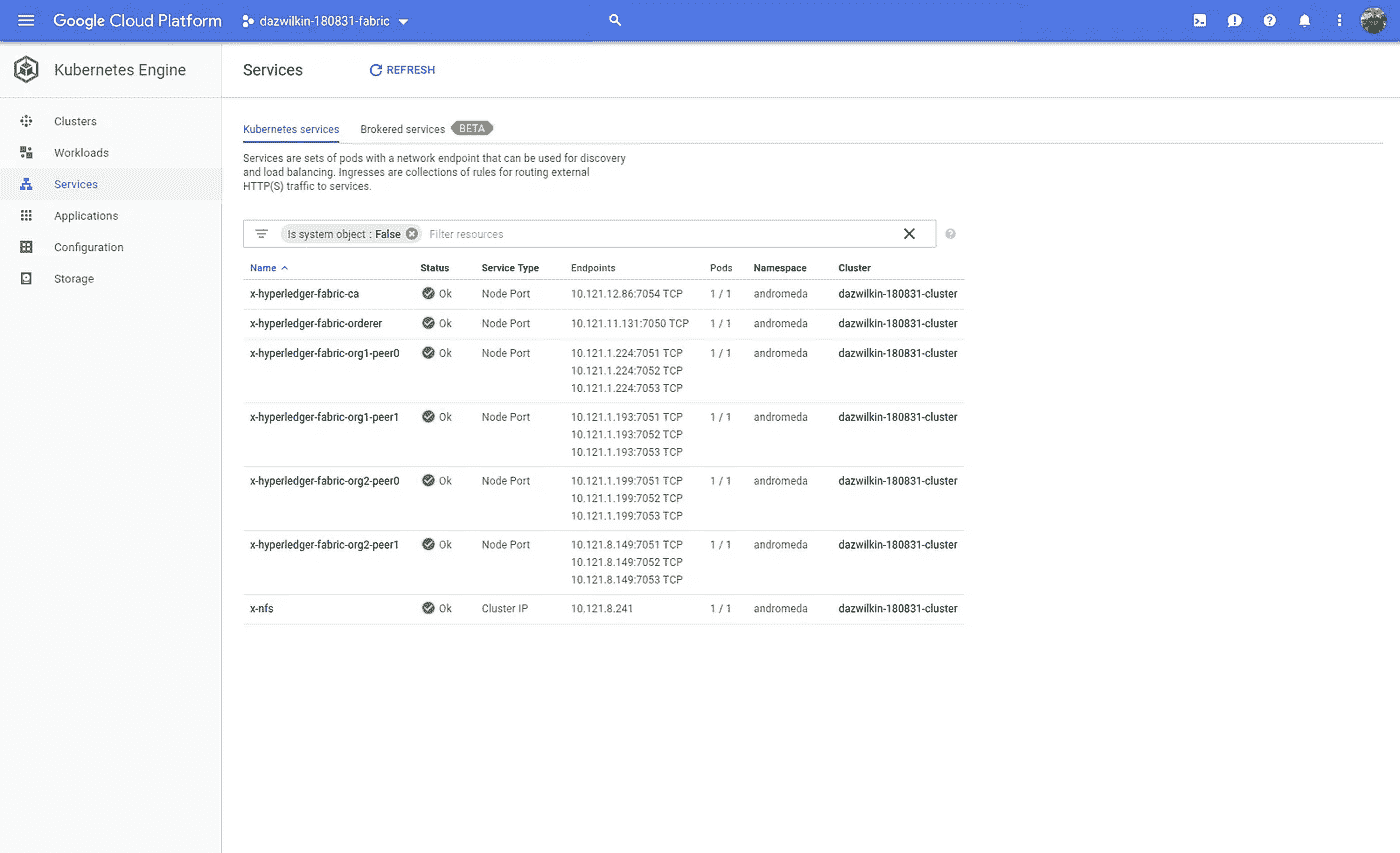 Google Cloud Platform dazwilkin-180831-fabric
Kubernetes Engine
Services REFRESH
Clusters
Workloads
Services
Applications
Configuration
Storage
Kubernetes services Brokered services BETA
Services are sets of pods with a network endpoint that can be used for discovery
and load balancing. Ingresses are collections of rules for routing external
HTTP(S) traffic to services.
Is system object : False Filter resources
Name Status Service Type Endpoints Pods Namespace Cluster
x-hyperledger-fabric-ca Ok Node Port 10.121.12.86:7054 TCP 1 / 1 andromeda dazwilkin-180831-cluster
x-hyperledger-fabric-orderer Ok Node Port 10.121.11.131:7050 TCP 1 / 1 andromeda dazwilkin-180831-cluster
x-hyperledger-fabric-org1-peer0 Ok Node Port 10.121.1.224:7051 TCP 1 / 1 andromeda dazwilkin-180831-cluster
10.121.1.224:7052 TCP
10.121.1.224:7053 TCP
x-hyperledger-fabric-org1-peer1 Ok Node Port 10.121.1.193:7051 TCP 1 / 1 andromeda dazwilkin-180831-cluster
10.121.1.193:7052 TCP
10.121.1.193:7053 TCP
x-hyperledger-fabric-org2-peer0 Ok Node Port 10.121.1.199:7051 TCP 1 / 1 andromeda dazwilkin-180831-cluster
10.121.1.199:7052 TCP
10.121.1.199:7053 TCP
x-hyperledger-fabric-org2-peer1 Ok Node Port 10.121.8.149:7051 TCP 1 / 1 andromeda dazwilkin-180831-cluster
10.121.8.149:7052 TCP
10.121.8.149:7053 TCP
x-nfs Ok Cluster IP 10.121.8.241 1 / 1 andromeda dazwilkin-180831-cluster